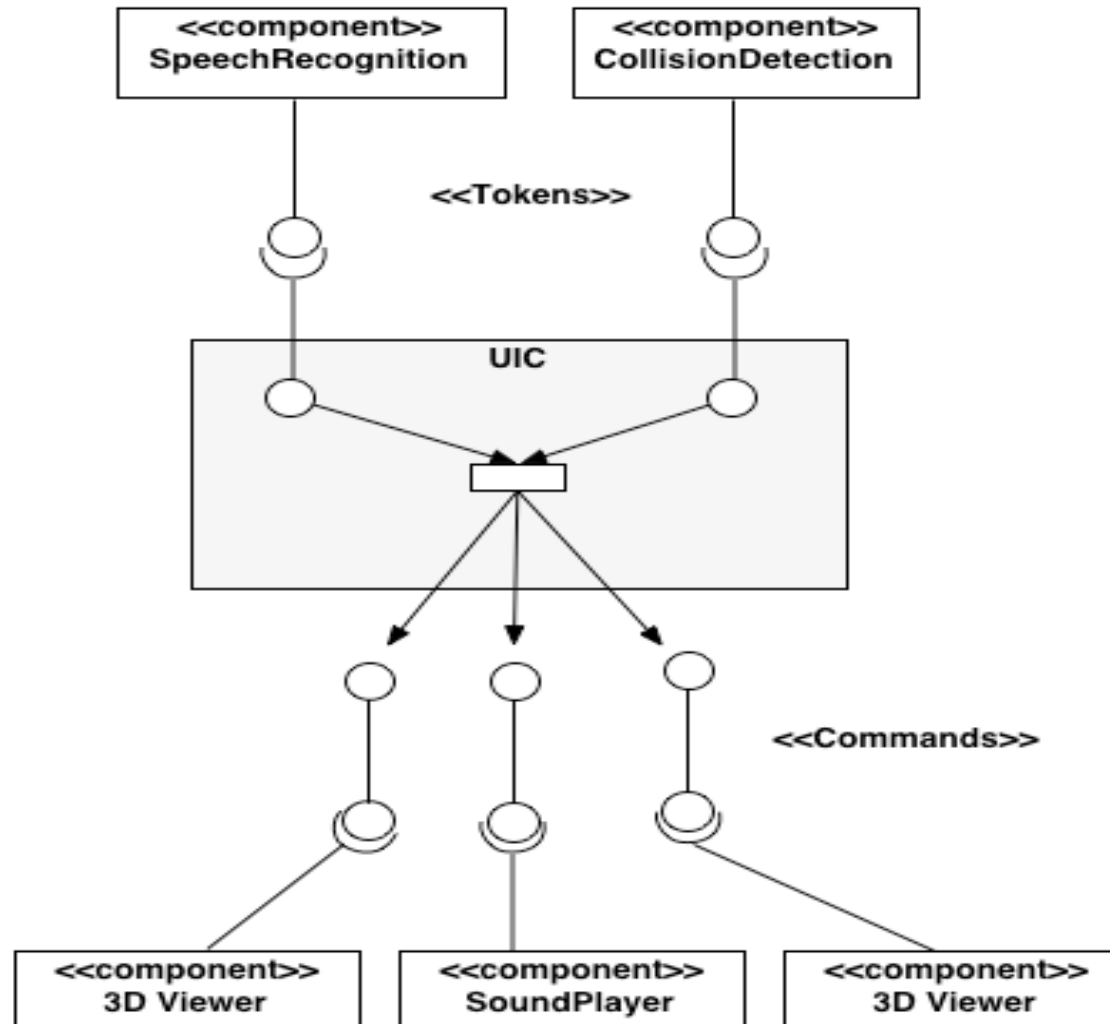 <<component>>
SpeechRecognition
<<component>>
CollisionDetection
<<Tokens>>
UIC
<<Commands>>
<<component>>
3D Viewer
<<component>>
SoundPlayer
<<component>>
3D Viewer